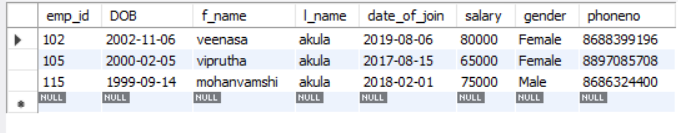 emp_id DOB f_name l_name date_of_join salary gender phoneno
102 2002-11-06 veenasa akula 2019-08-06 80000 Female 8688399196
105 2000-02-05 viprutha akula 2017-08-15 65000 Female 8897085708
115 1999-09-14 mohanvamshi akula 2018-02-01 75000 Male 8686324400
NULL NULL NULL NULL NULL NULL NULL NULL